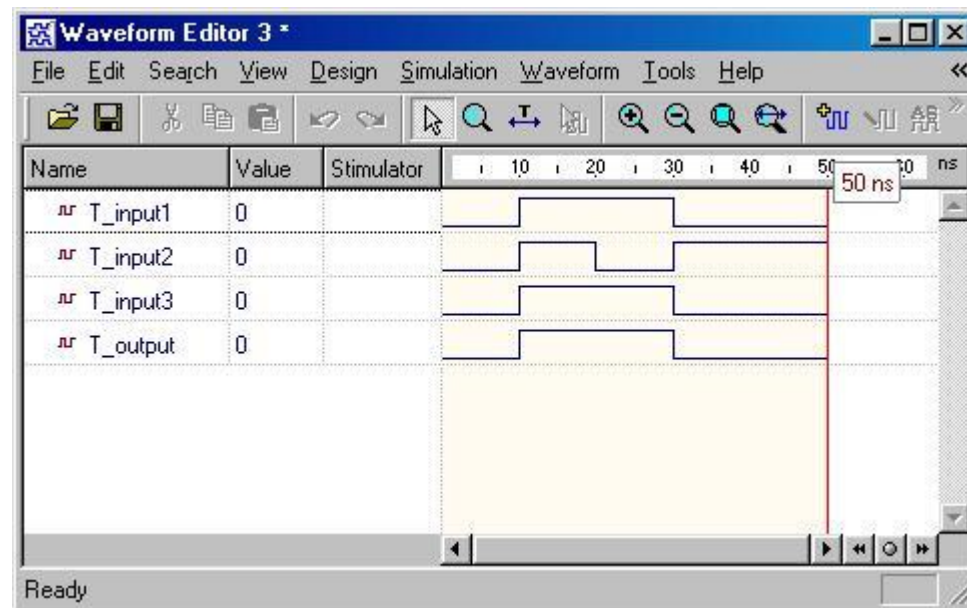 Waveform Editor 3 *
File Edit Search View Design Simulation Waveform Tools Help
Name Value Stimulator 10 20 30 40 50 60 ns
50 ns
T_input1 0
T_input2 0
T_input3 0
T_output 0
Ready